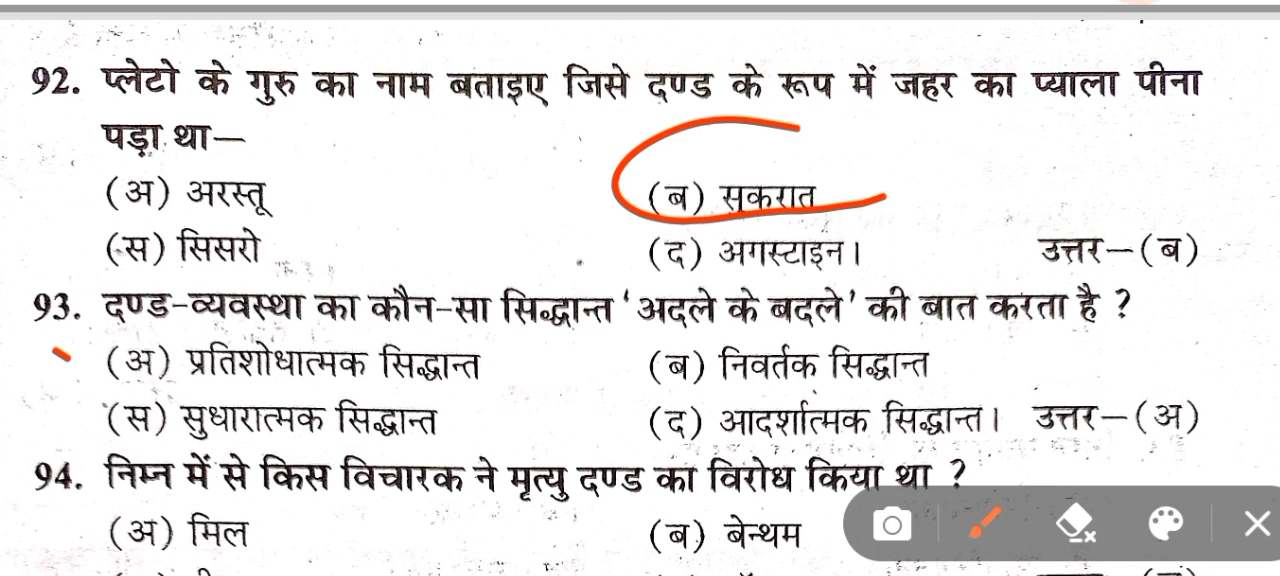 92. प्लेटो के गुरु का नाम बताइए जिसे दण्ड के रूप में जहर का प्याला पीना
पड़ा था—
(अ) अरस्तू (ब) सुकरात
(स) सिसरो (द) अगस्टाइन। उत्तर—(ब)
93. दण्ड-व्यवस्था का कौन-सा सिद्धान्त 'अदले के बदले' की बात करता है ?
(अ) प्रतिशोधात्मक सिद्धान्त (ब) निवर्तक सिद्धान्त
(स) सुधारात्मक सिद्धान्त (द) आदर्शात्मक सिद्धान्त। उत्तर—(अ)
94. निम्न में से किस विचारक ने मृत्यु दण्ड का विरोध किया था ?
(अ) मिल (ब) बेन्थम